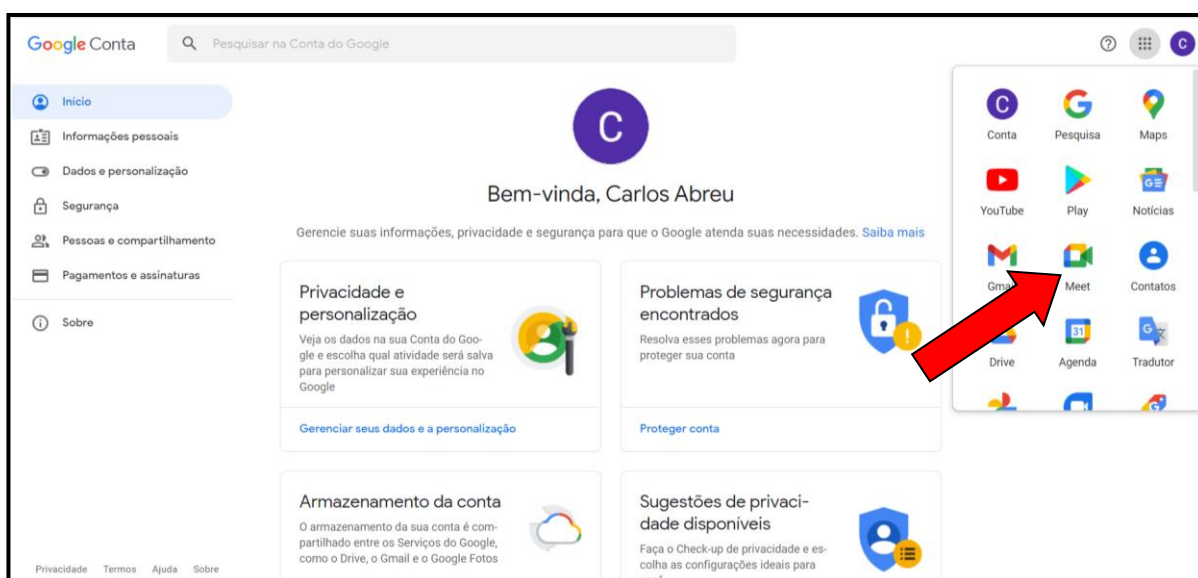 Google Conta
Pesquisar na Conta do Google
C
Início
Informações pessoais
Dados e personalização
Segurança
Pessoas e compartilhamento
Pagamentos e assinaturas
Sobre
C
Bem-vinda, Carlos Abreu
Gerencie suas informações, privacidade e segurança para que o Google atenda suas necessidades. Saiba mais
Privacidade e
personalização
Veja os dados na sua Conta do Goo-
gle e escolha qual atividade será salva
para personalizar sua experiência no
Google
Gerenciar seus dados e a personalização
Problemas de segurança
encontrados
Resolva esses problemas agora para
proteger sua conta
Proteger conta
Armazenamento da conta
O armazenamento da sua conta é com-
partilhado entre os Serviços do Google,
como o Drive, o Gmail e o Google Fotos
Sugestões de privaci-
dade disponíveis
Faça o Check-up de privacidade e es-
colha as configurações ideais para
C
Conta Pesquisa Maps
GE
YouTube Play Notícias
Meet Contatos
31 G
Drive Agenda Tradutor
G
Privacidade Termos Ajuda Sobre